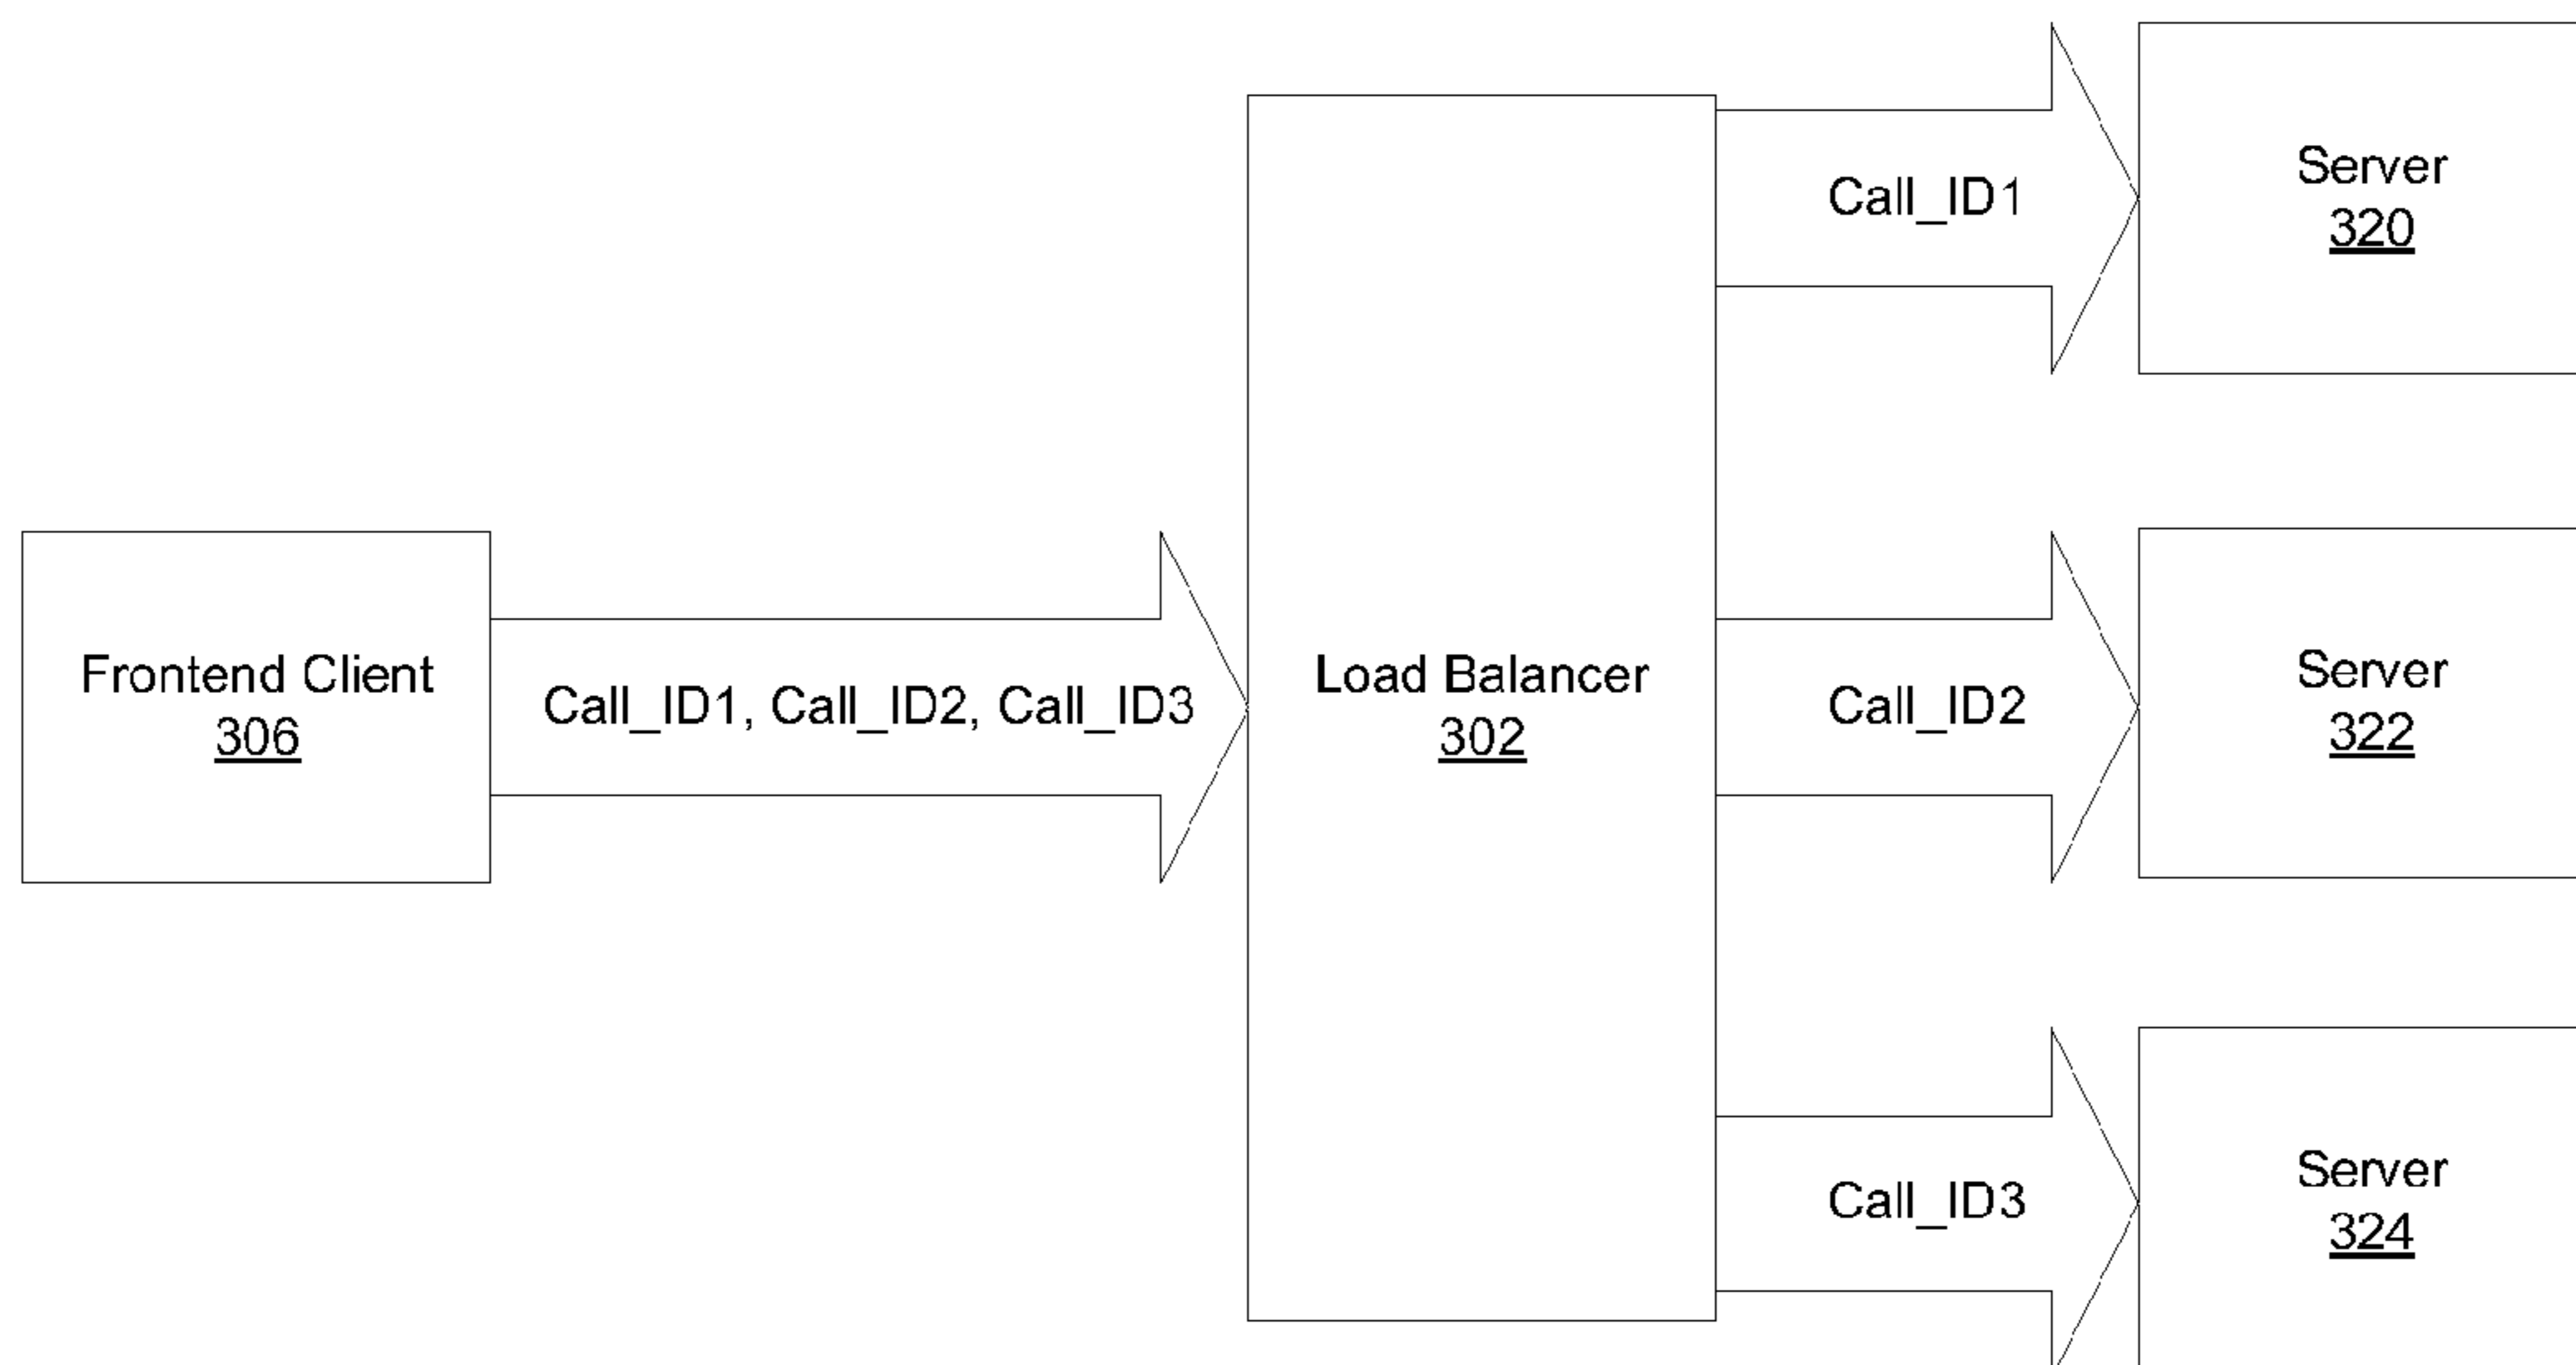 Frontend Client
306
Call_ID1, Call_ID2, Call_ID3
Load Balancer
302
Call_ID1
Server
320
Call_ID2
Server
322
Call_ID3
Server
324